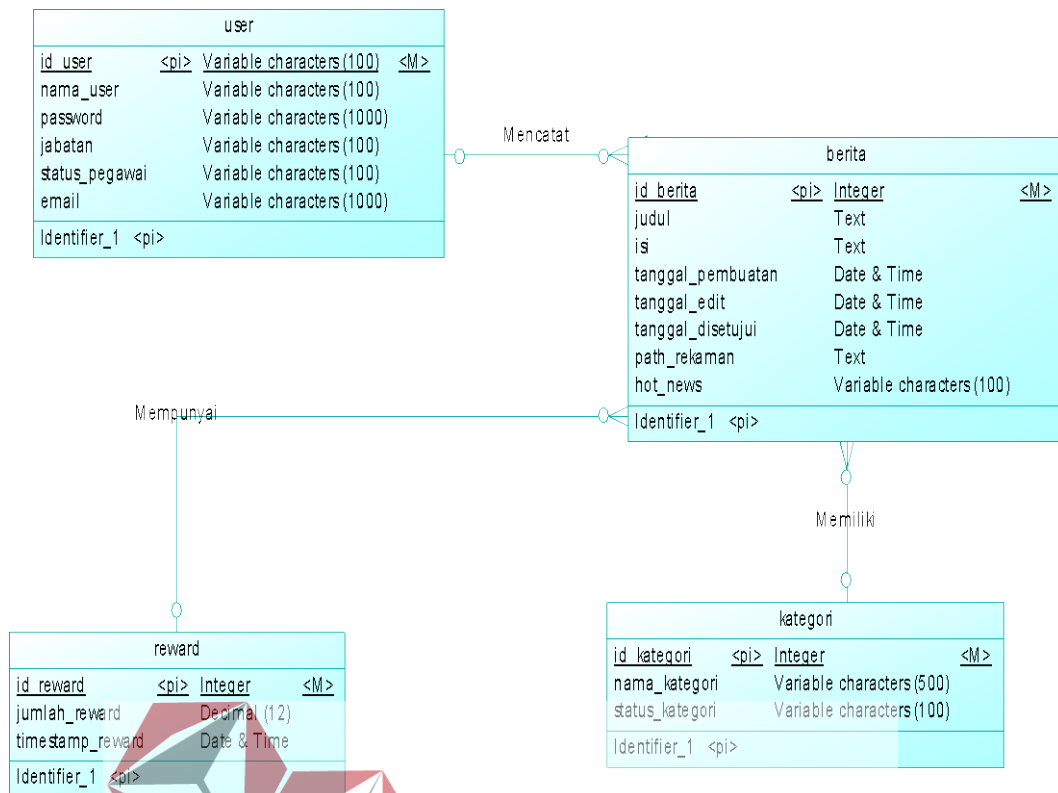 user
id_user <pi> Variable characters (100) <M>
nama_user Variable characters (100)
password Variable characters (1000)
jabatan Variable characters (100)
status_pegawai Variable characters (100)
email Variable characters (1000)
Identifier_1 <pi>
Mencatat
berita
id_berita <pi> Integer <M>
judul Text
isi Text
tanggal_pembuatan Date & Time
tanggal_edit Date & Time
tanggal_disetujui Date & Time
path_rekaman Text
hot_news Variable characters (100)
Identifier_1 <pi>
Mempunyai
Memiliki
reward
id_reward <pi> Integer <M>
jumlah_reward Decimal (12)
timestamp_reward Date & Time
Identifier_1 <pi>
kategori
id_kategori <pi> Integer <M>
nama_kategori Variable characters (500)
status_kategori Variable characters (100)
Identifier_1 <pi>